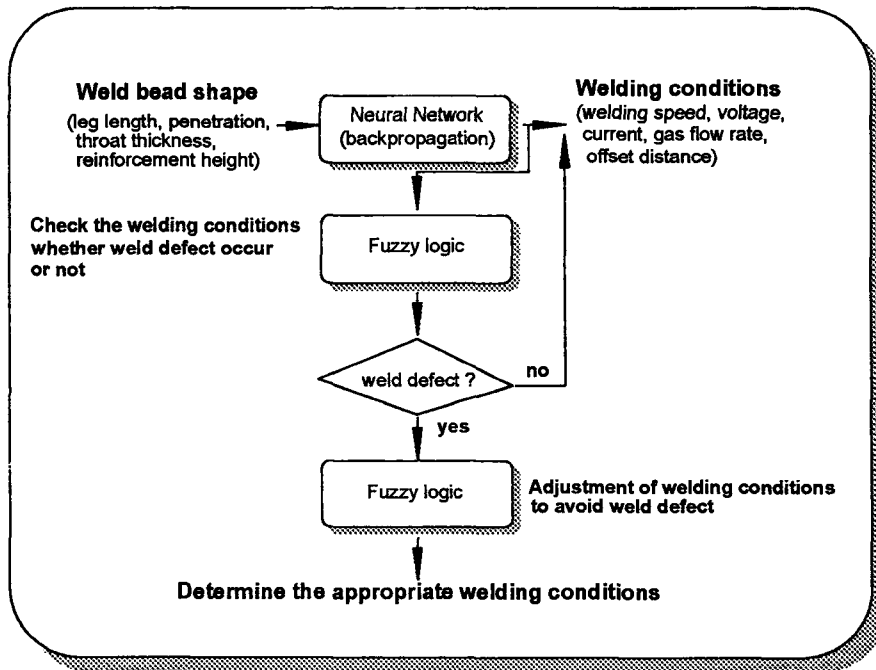 Weld bead shape
(leg length, penetration,
throat thickness,
reinforcement height)
Neural Network
(backpropagation)
Welding conditions
(welding speed, voltage,
current, gas flow rate,
offset distance)
Check the welding conditions
whether weld defect occur
or not
Fuzzy logic
weld defect ?
no
yes
Fuzzy logic
Adjustment of welding conditions
to avoid weld defect
Determine the appropriate welding conditions